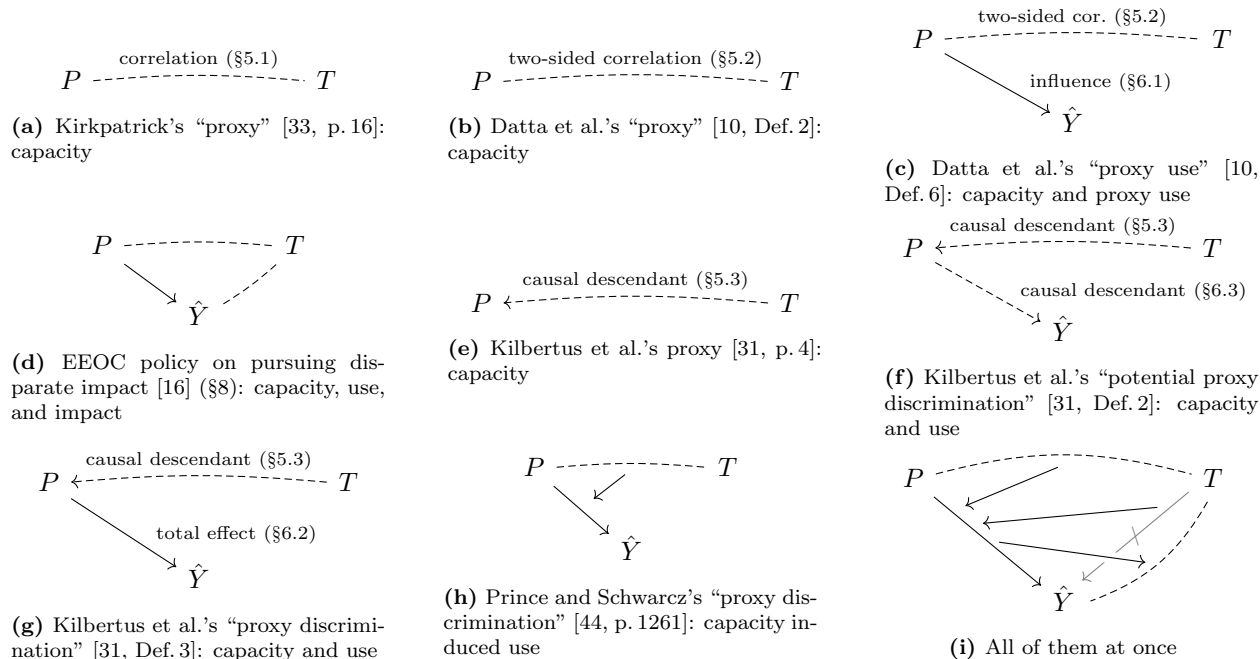 correlation (§5.1)
P T
(a) Kirkpatrick's “proxy” [33, p. 16]:
capacity
two-sided correlation (§5.2)
P T
(b) Datta et al.'s “proxy” [10, Def. 2]:
capacity
two-sided cor. (§5.2)
P T
influence (§6.1)
Ŷ
(c) Datta et al.'s “proxy use” [10,
Def. 6]: capacity and proxy use
P T
Ŷ
(d) EEOC policy on pursuing dis-
parate impact [16] (§8): capacity, use,
and impact
causal descendant (§5.3)
P T
(e) Kilbertus et al.'s proxy [31, p. 4]:
capacity
causal descendant (§5.3)
P T
causal descendant (§6.3)
Ŷ
(f) Kilbertus et al.'s “potential proxy
discrimination” [31, Def. 2]: capacity
and use
causal descendant (§5.3)
P T
total effect (§6.2)
Ŷ
(g) Kilbertus et al.'s “proxy discrimi-
nation” [31, Def. 3]: capacity and use
P T
Ŷ
(h) Prince and Schwarcz's “proxy dis-
crimination” [44, p. 1261]: capacity in-
duced use
P T
Ŷ
(i) All of them at once